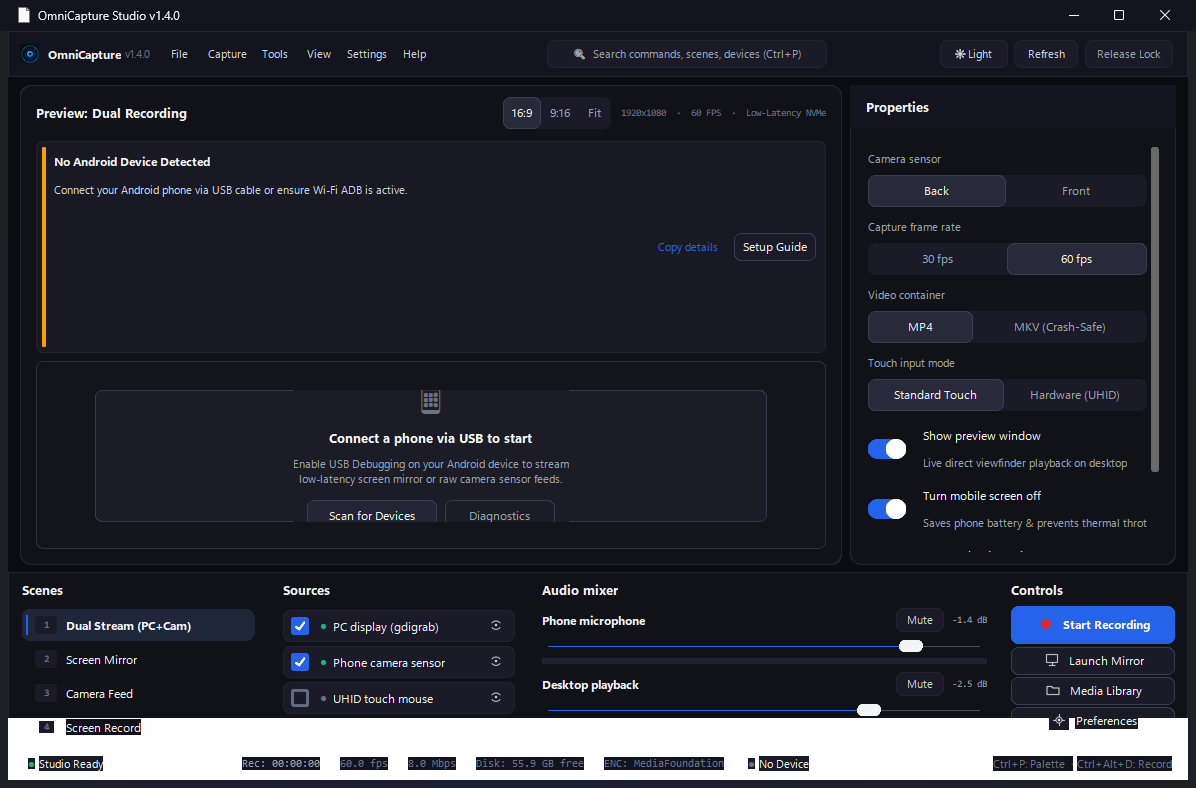 OmniCapture Studio v1.4.0
OmniCapture v1.4.0 File Capture Tools View Settings Help Search commands, scenes, devices (Ctrl+P) Light Refresh Release Lock
Preview: Dual Recording 16:9 9:16 Fit 1920x1080 · 60 FPS · Low-Latency NVMe
No Android Device Detected
Connect your Android phone via USB cable or ensure Wi-Fi ADB is active.
Copy details Setup Guide
Connect a phone via USB to start
Enable USB Debugging on your Android device to stream
low-latency screen mirror or raw camera sensor feeds.
Scan for Devices Diagnostics
Properties
Camera sensor
Back Front
Capture frame rate
30 fps 60 fps
Video container
MP4 MKV (Crash-Safe)
Touch input mode
Standard Touch Hardware (UHID)
Show preview window
Live direct viewfinder playback on desktop
Turn mobile screen off
Saves phone battery & prevents thermal throt
Scenes
1 Dual Stream (PC+Cam)
2 Screen Mirror
3 Camera Feed
4 Screen Record
Sources
PC display (gdigrab)
Phone camera sensor
UHID touch mouse
Audio mixer
Phone microphone Mute -1.4 dB
Desktop playback Mute -2.5 dB
Controls
Start Recording
Launch Mirror
Media Library
Preferences
Studio Ready Rec: 00:00:00 60.0 fps 8.0 Mbps Disk: 55.9 GB free ENC: MediaFoundation No Device Ctrl+P: Palette Ctrl+Alt+D: Record